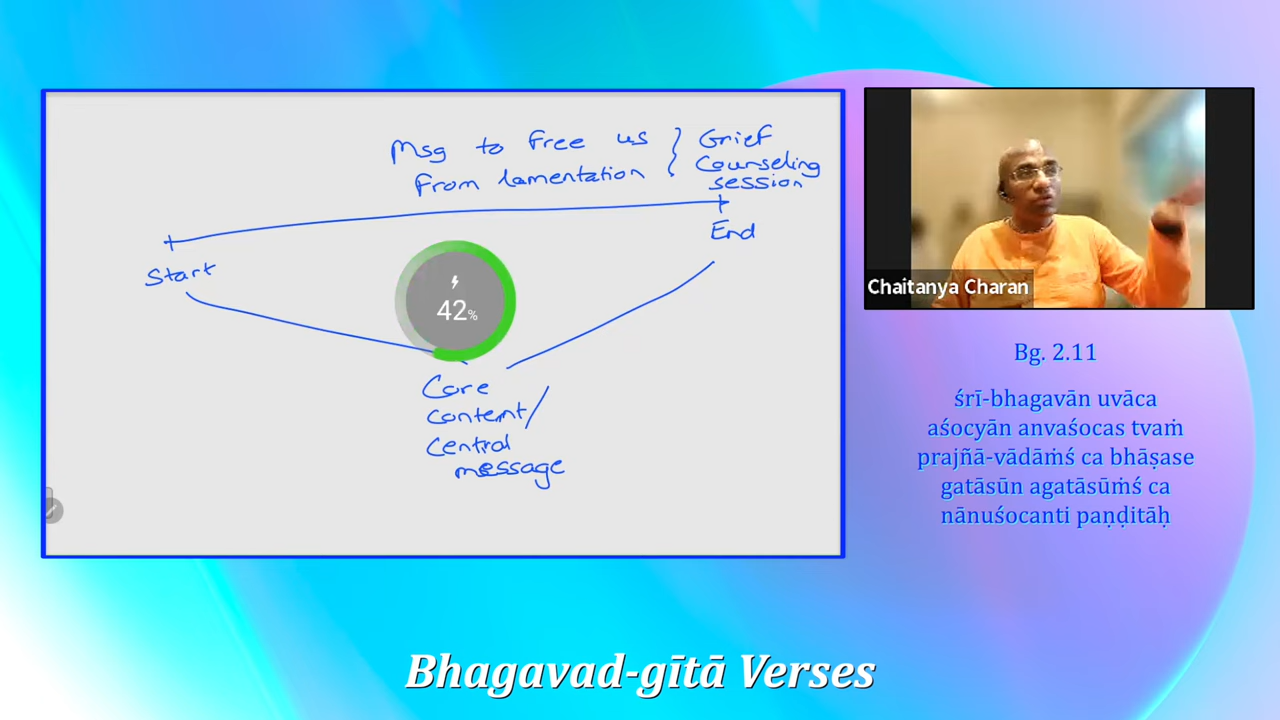 Msg to free us
from lamentation
} Grief
Counseling
session
Start
End
42%
Core
content/
central
message
Chaitanya Charan
Bg. 2.11
śrī-bhagavān uvāca
aśocyān anvaśocas tvaṁ
prajñā-vādāṁś ca bhāṣase
gatāsūn agatāsūṁś ca
nānuśocanti paṇḍitāḥ
Bhagavad-gītā Verses